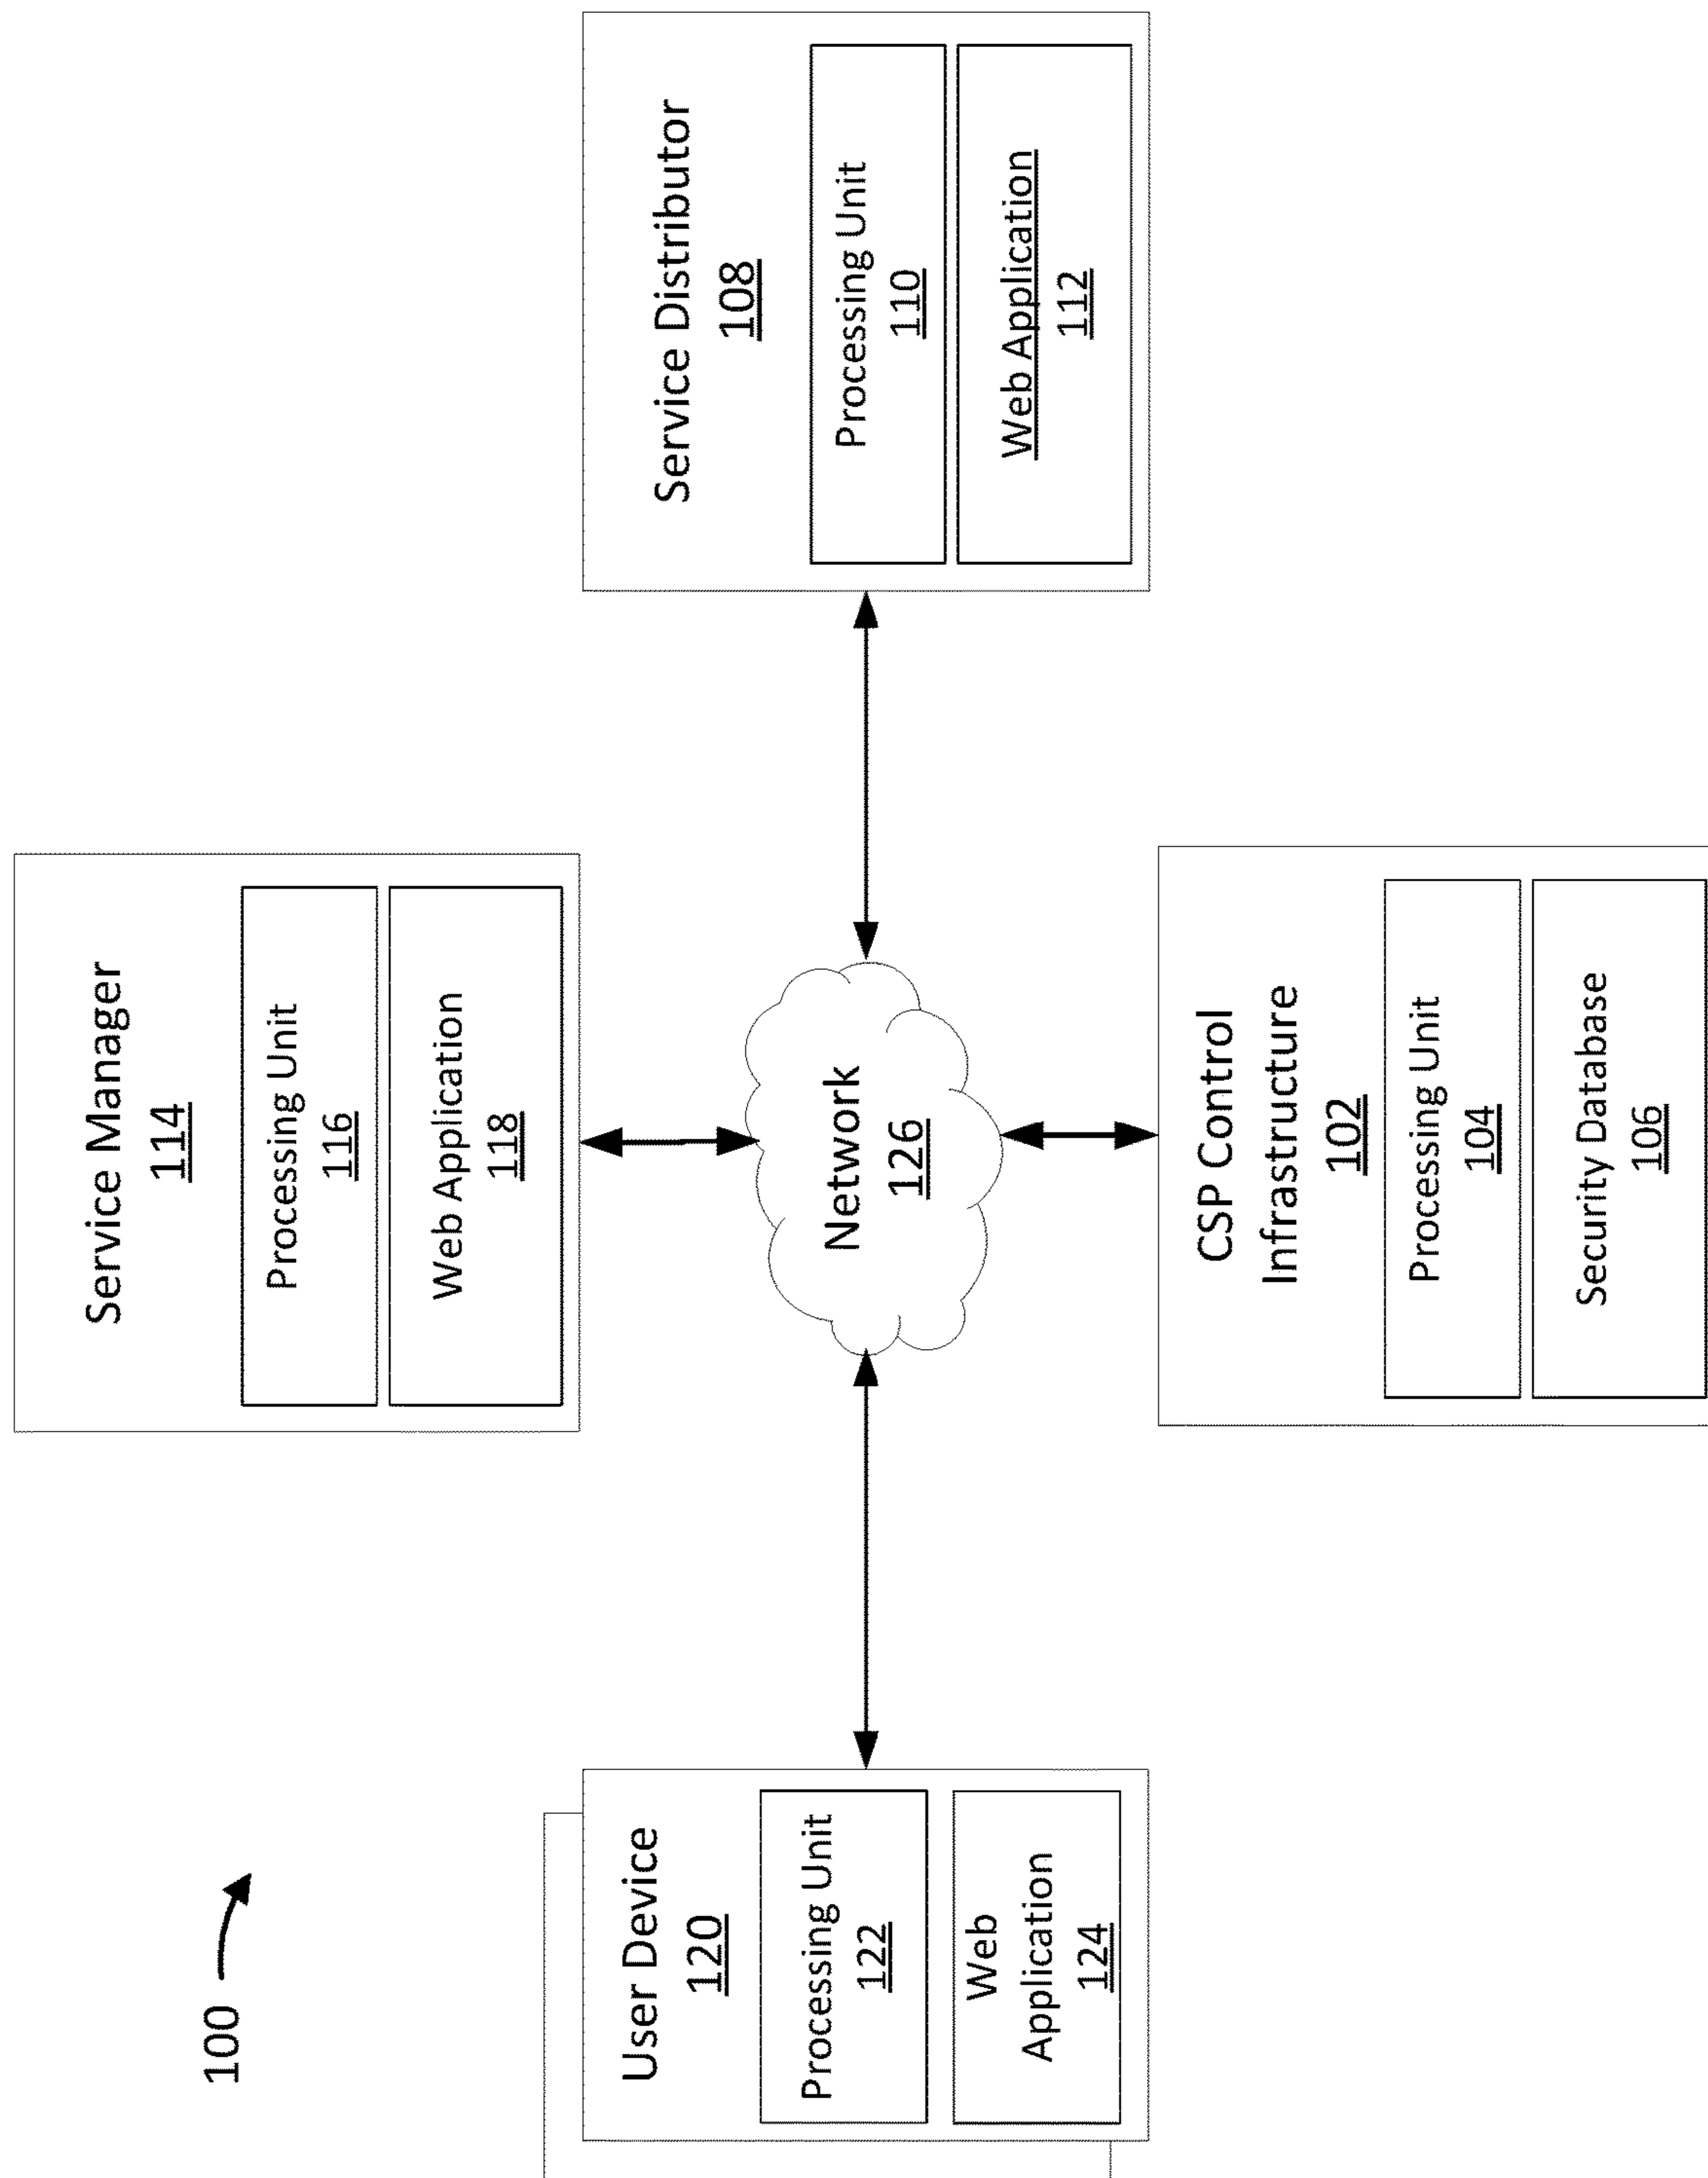 100
Service Manager
114
Processing Unit
116
Web Application
118
User Device
120
Processing Unit
122
Web
Application
124
Network
126
Service Distributor
108
Processing Unit
110
Web Application
112
CSP Control
Infrastructure
102
Processing Unit
104
Security Database
106